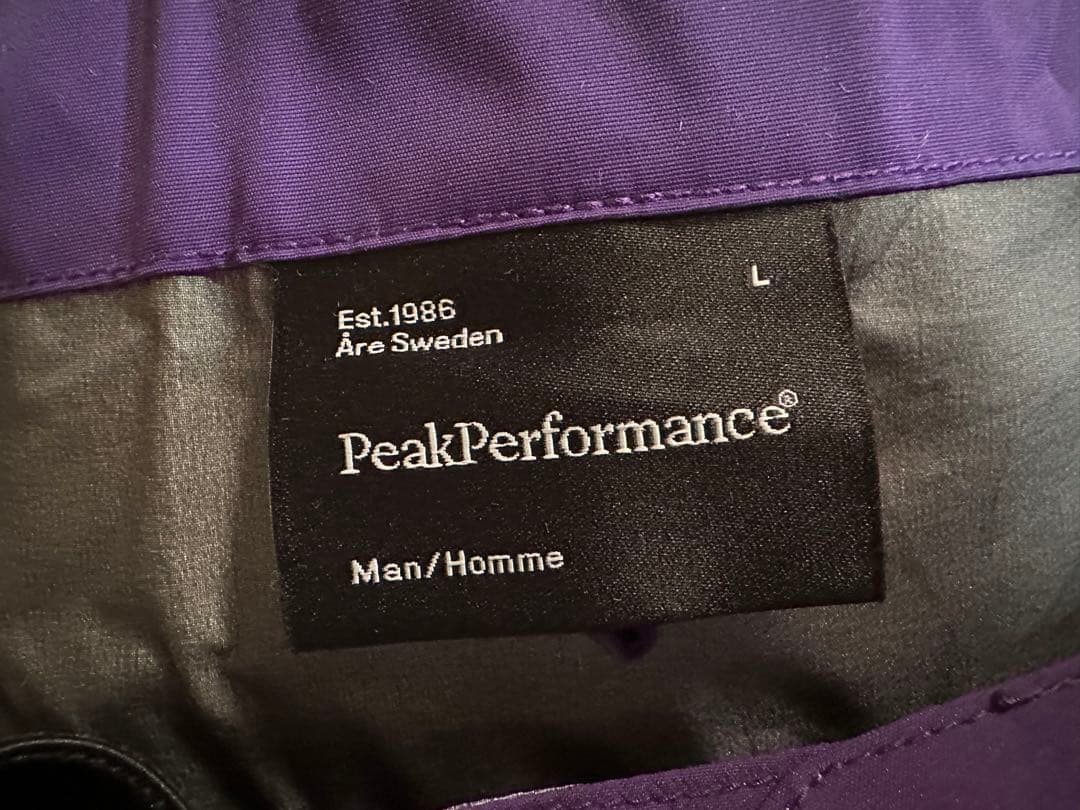 L
Est.1986
Åre Sweden
PeakPerformance®
Man/Homme